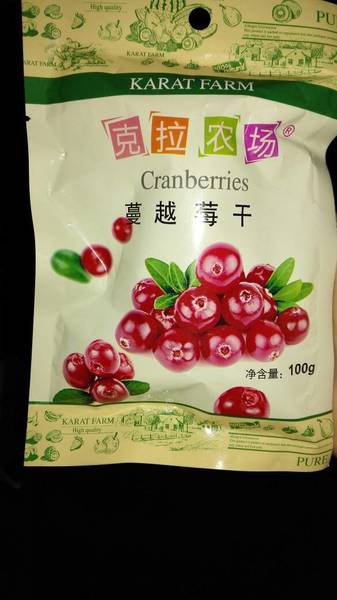 High quality
PURE
KARAT FARM
克拉农场®
Cranberries
蔓越莓干
净含量：100g
KARAT FARM
High quality
PURE